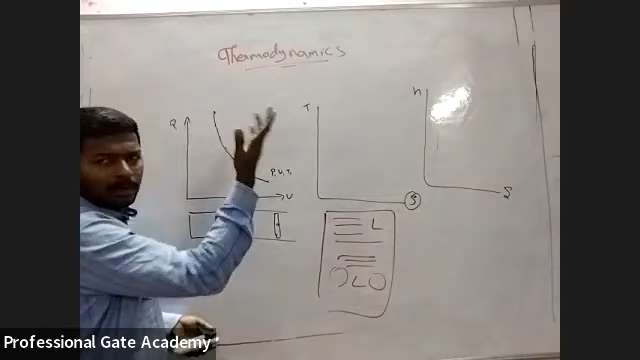 Thermodynamics
P
P, V, T,
V
T
S
h
S
L
Professional Gate Academy